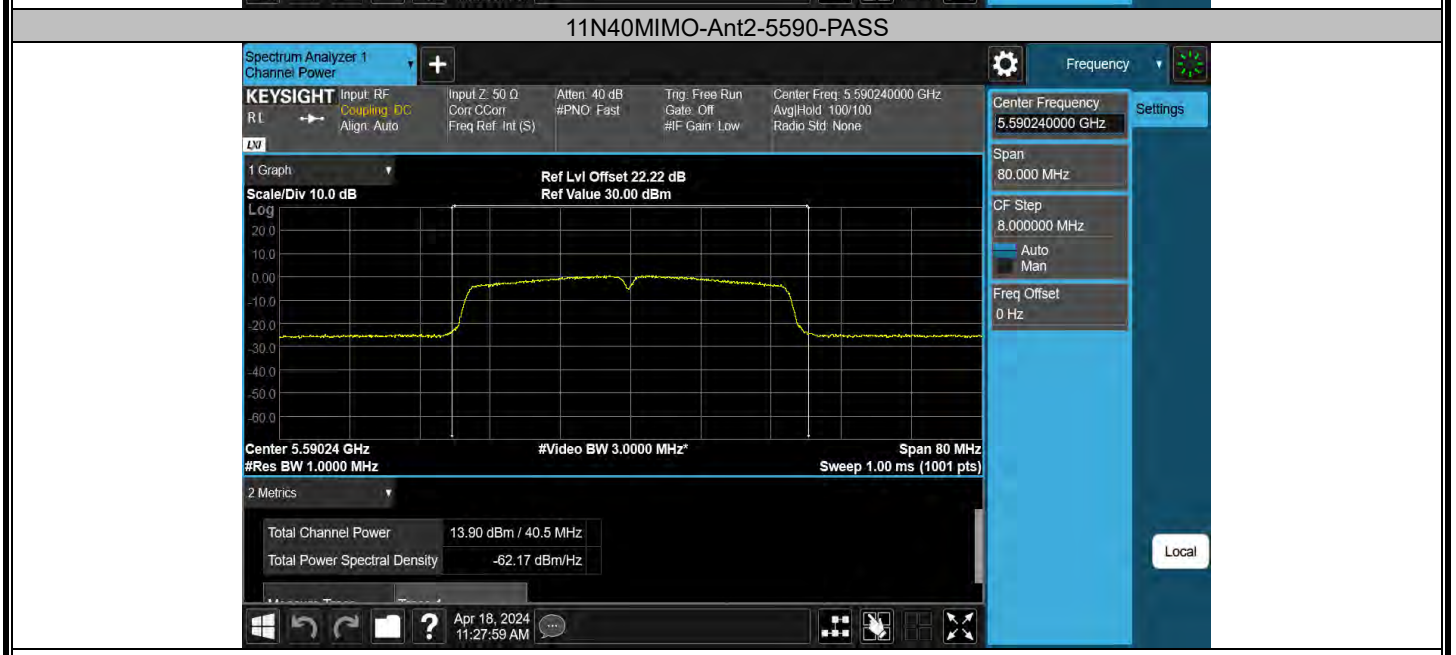 11N40MIMO-Ant2-5590-PASS
Spectrum Analyzer 1
Channel Power
Frequency
KEYSIGHT
Input: RF
Coupling: DC
Align: Auto
RL
LXI
Input Z: 50 Ω
Corr CCorr
Freq Ref: Int (S)
Atten: 40 dB
#PNO: Fast
Trig: Free Run
Gate: Off
#IF Gain: Low
Center Freq: 5.590240000 GHz
Avg|Hold: 100/100
Radio Std: None
Center Frequency
5.590240000 GHz
Settings
Span
80.000 MHz
CF Step
8.000000 MHz
Auto
Man
Freq Offset
0 Hz
1 Graph
Scale/Div 10.0 dB
Ref Lvl Offset 22.22 dB
Ref Value 30.00 dBm
Log
20.0
10.0
0.00
-10.0
-20.0
-30.0
-40.0
-50.0
-60.0
Center 5.59024 GHz
#Res BW 1.0000 MHz
#Video BW 3.0000 MHz*
Span 80 MHz
Sweep 1.00 ms (1001 pts)
2 Metrics
Total Channel Power 13.90 dBm / 40.5 MHz
Total Power Spectral Density -62.17 dBm/Hz
Local
Apr 18, 2024
11:27:59 AM